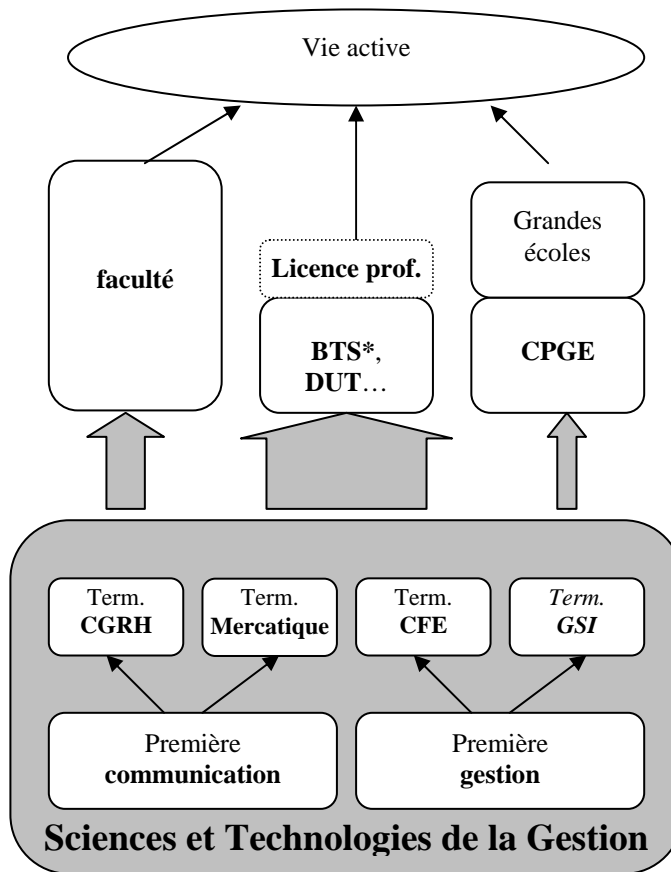 Vie active
faculté
Licence prof.
BTS*,
DUT…
Grandes
écoles
CPGE
Term.
CGRH
Term.
Mercatique
Term.
CFE
Term.
GSI
Première
communication
Première
gestion
Sciences et Technologies de la Gestion